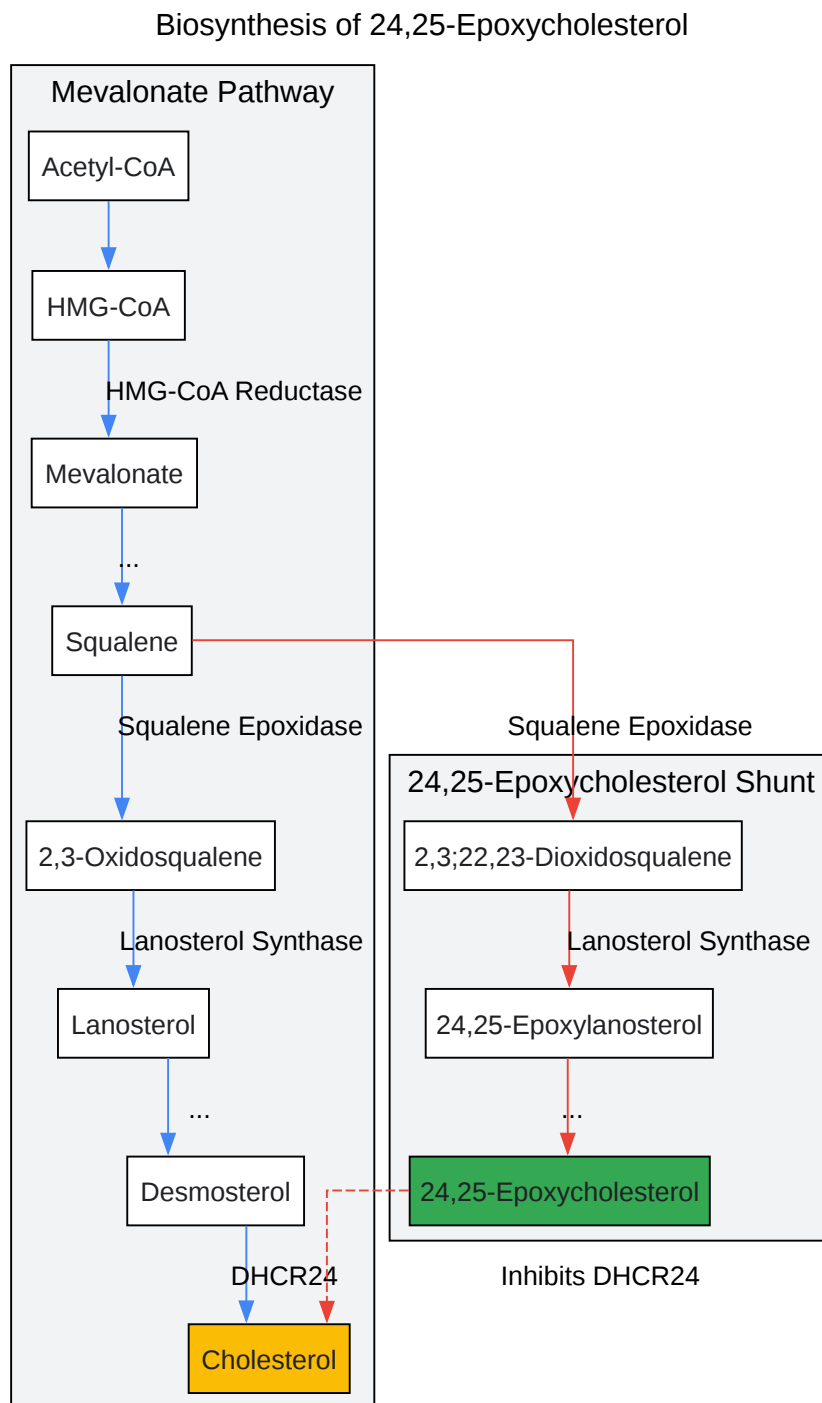 Biosynthesis of 24,25-Epoxycholesterol
Mevalonate Pathway
Acetyl-CoA
HMG-CoA
HMG-CoA Reductase
Mevalonate
...
Squalene
Squalene Epoxidase
Squalene Epoxidase
24,25-Epoxycholesterol Shunt
2,3-Oxidosqualene
2,3;22,23-Dioxidosqualene
Lanosterol Synthase
Lanosterol Synthase
Lanosterol
24,25-Epoxylanosterol
...
...
Desmosterol
24,25-Epoxycholesterol
DHCR24
Inhibits DHCR24
Cholesterol